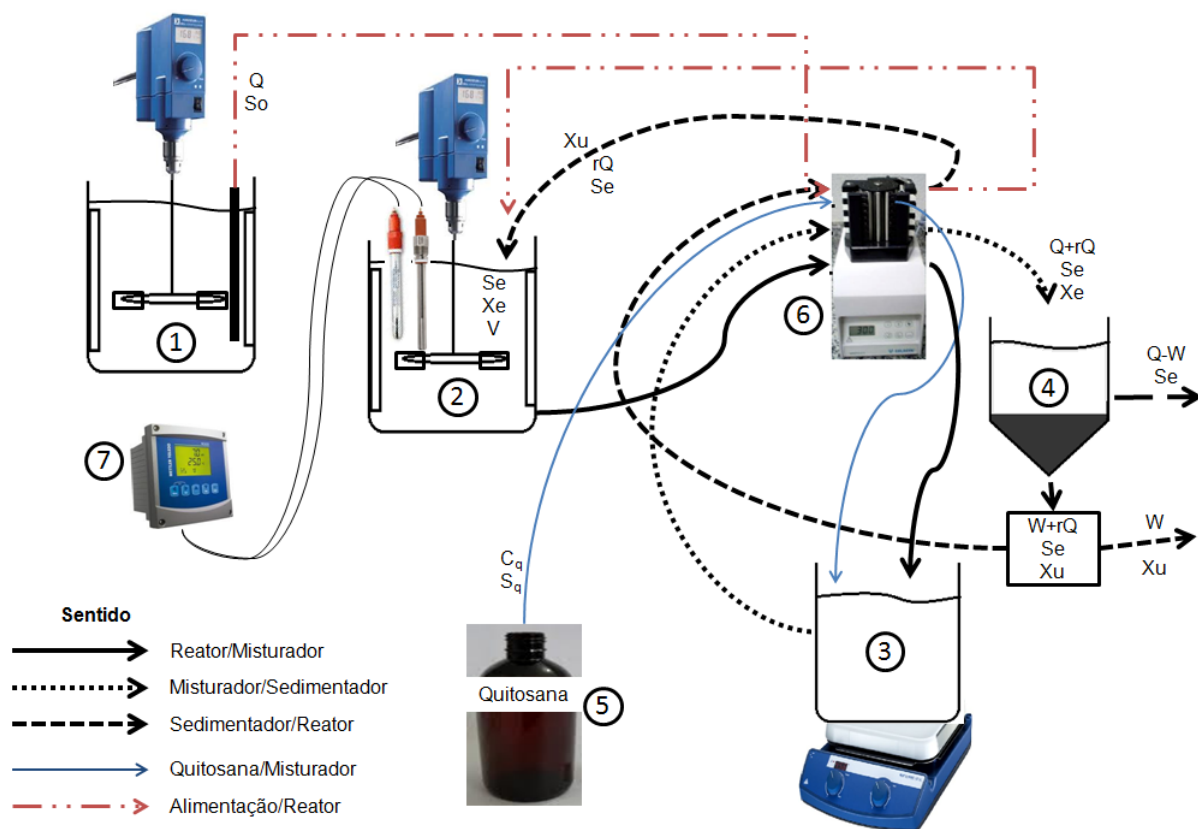 Q
So
1
Xu
rQ
Se
Se
Xe
V
2
6
Q+rQ
Se
Xe
4
Q-W
Se
7
W+rQ
Se
Xu
W
Xu
Cq
Sq
Quitosana
5
3
Sentido
Reator/Misturador
Misturador/Sedimentador
Sedimentador/Reator
Quitosana/Misturador
Alimentação/Reator